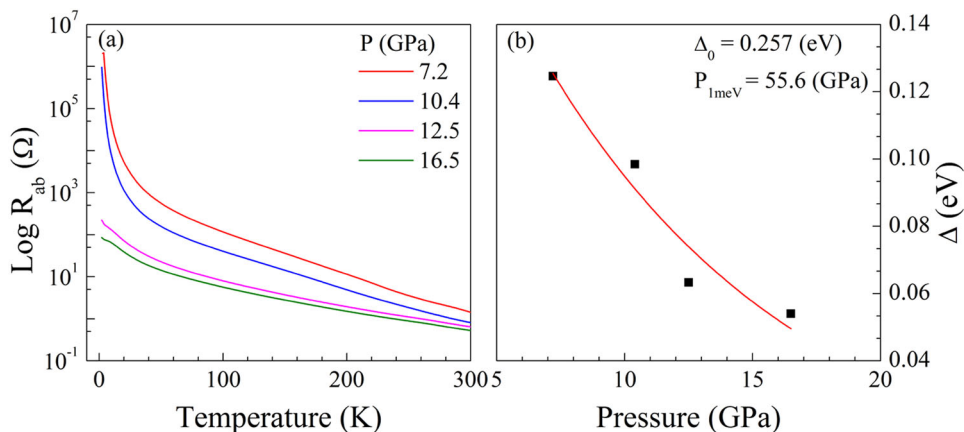 (a)
P (GPa)
7.2
10.4
12.5
16.5
10^7
10^5
10^3
10^1
10^-1
Log R_ab (Ω)
0
100
200
300
Temperature (K)
(b)
Δ_0 = 0.257 (eV)
P_1meV = 55.6 (GPa)
0.14
0.12
0.10
0.08
0.06
0.04
Δ (eV)
5
10
15
20
Pressure (GPa)